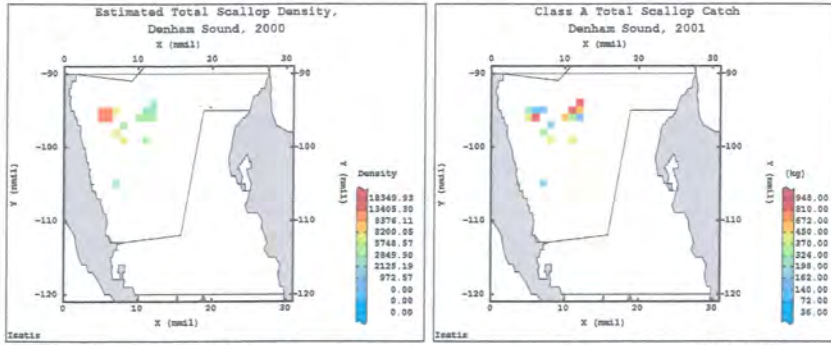 Estimated Total Scallop Density,
Denham Sound, 2000
X (nmil)
0 10 20 30
-90 -90
-100 -100
-110 -110
-120 -120
Y (nmil)
Y (nmil)
0 10 20 30
X (nmil)
Isatis
Density
18349.93
13405.30
8376.11
8200.05
5748.57
2849.90
2125.19
972.57
0.00
0.00
0.00
Class A Total Scallop Catch
Denham Sound, 2001
X (nmil)
0 10 20 30
-90 -90
-100 -100
-110 -110
-120 -120
Y (nmil)
Y (nmil)
0 10 20 30
X (nmil)
Isatis
(kg)
948.00
810.00
672.00
450.00
370.00
324.00
198.00
162.00
140.00
72.00
36.00